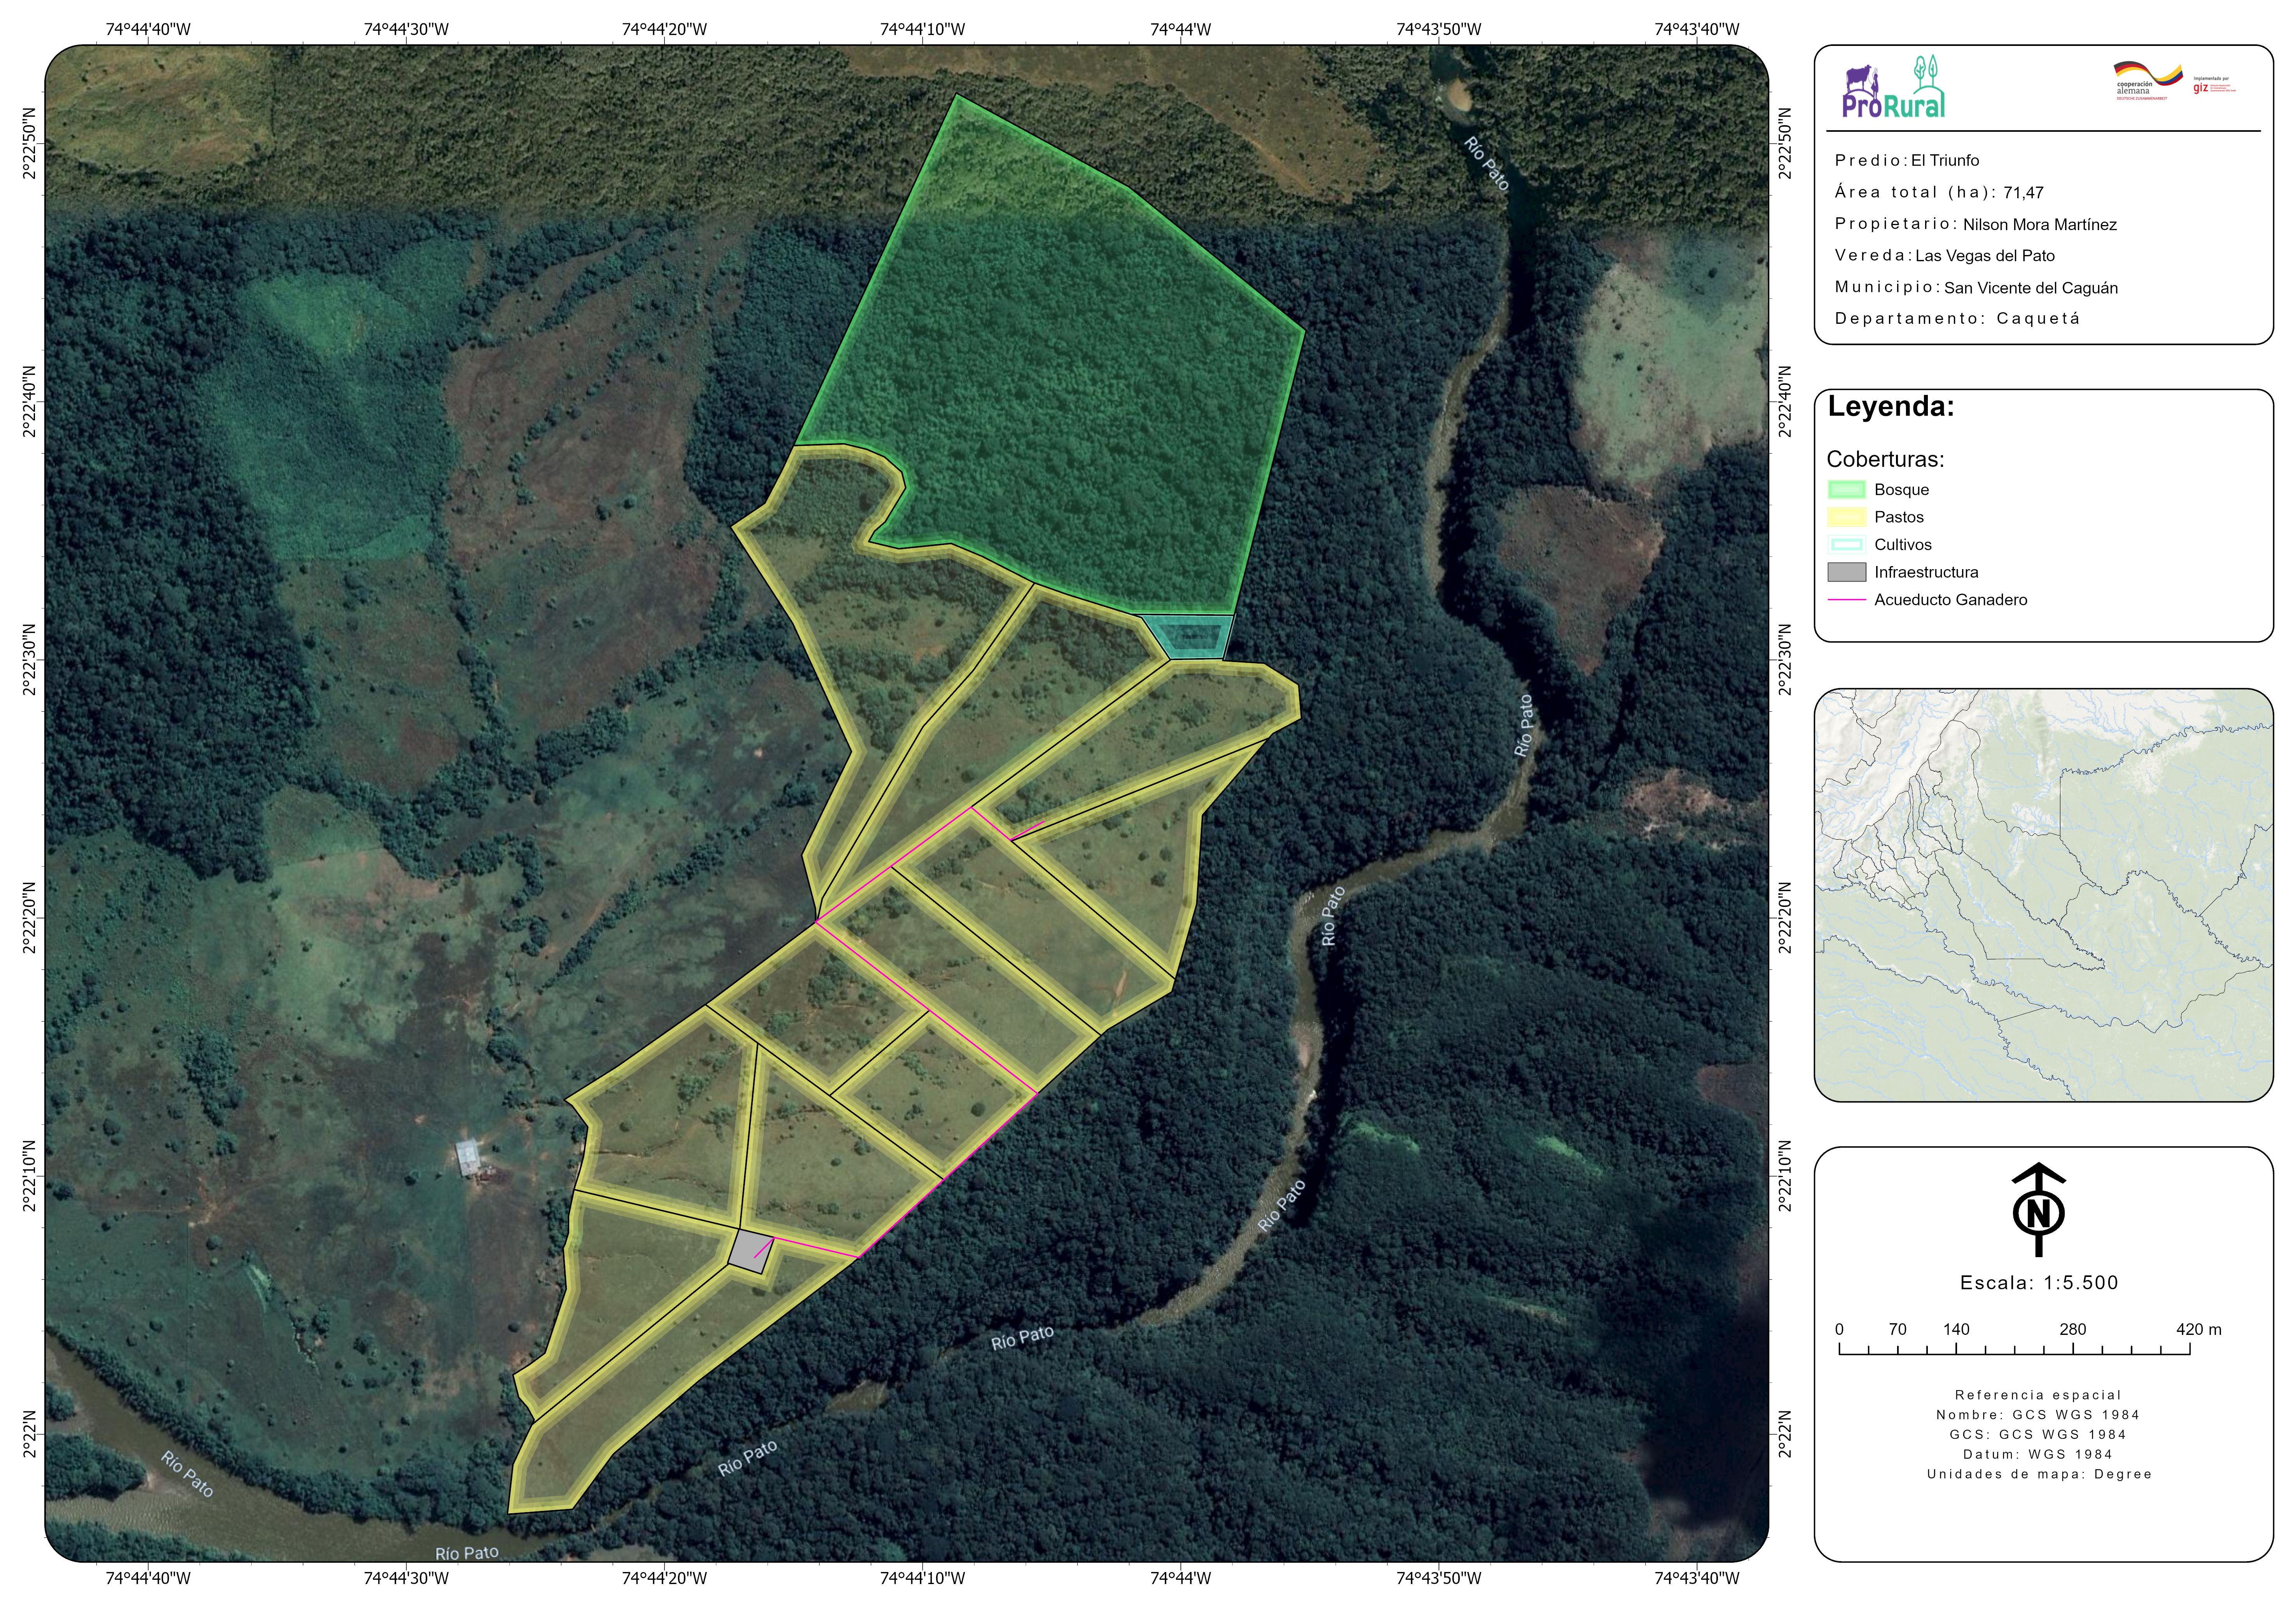 74°44'40"W 74°44'30"W 74°44'20"W 74°44'10"W 74°44'W 74°43'50"W 74°43'40"W
2°22'50"N
2°22'40"N
2°22'30"N
2°22'20"N
2°22'10"N
2°22'N
Río Pato
Río Pato
Río Pato
Río Pato
Río Pato
Río Pato
Río Pato
Río Pato
2°22'50"N
2°22'40"N
2°22'30"N
2°22'20"N
2°22'10"N
2°22'N
74°44'40"W 74°44'30"W 74°44'20"W 74°44'10"W 74°44'W 74°43'50"W 74°43'40"W
ProRural
cooperación
alemana
DEUTSCHE ZUSAMMENARBEIT
Implementada por
giz
Predio: El Triunfo
Área total (ha): 71,47
Propietario: Nilson Mora Martínez
Vereda: Las Vegas del Pato
Municipio: San Vicente del Caguán
Departamento: Caquetá
Leyenda:
Coberturas:
Bosque
Pastos
Cultivos
Infraestructura
Acueducto Ganadero
N
Escala: 1:5.500
0 70 140 280 420 m
Referencia espacial
Nombre: GCS WGS 1984
GCS: GCS WGS 1984
Datum: WGS 1984
Unidades de mapa: Degree